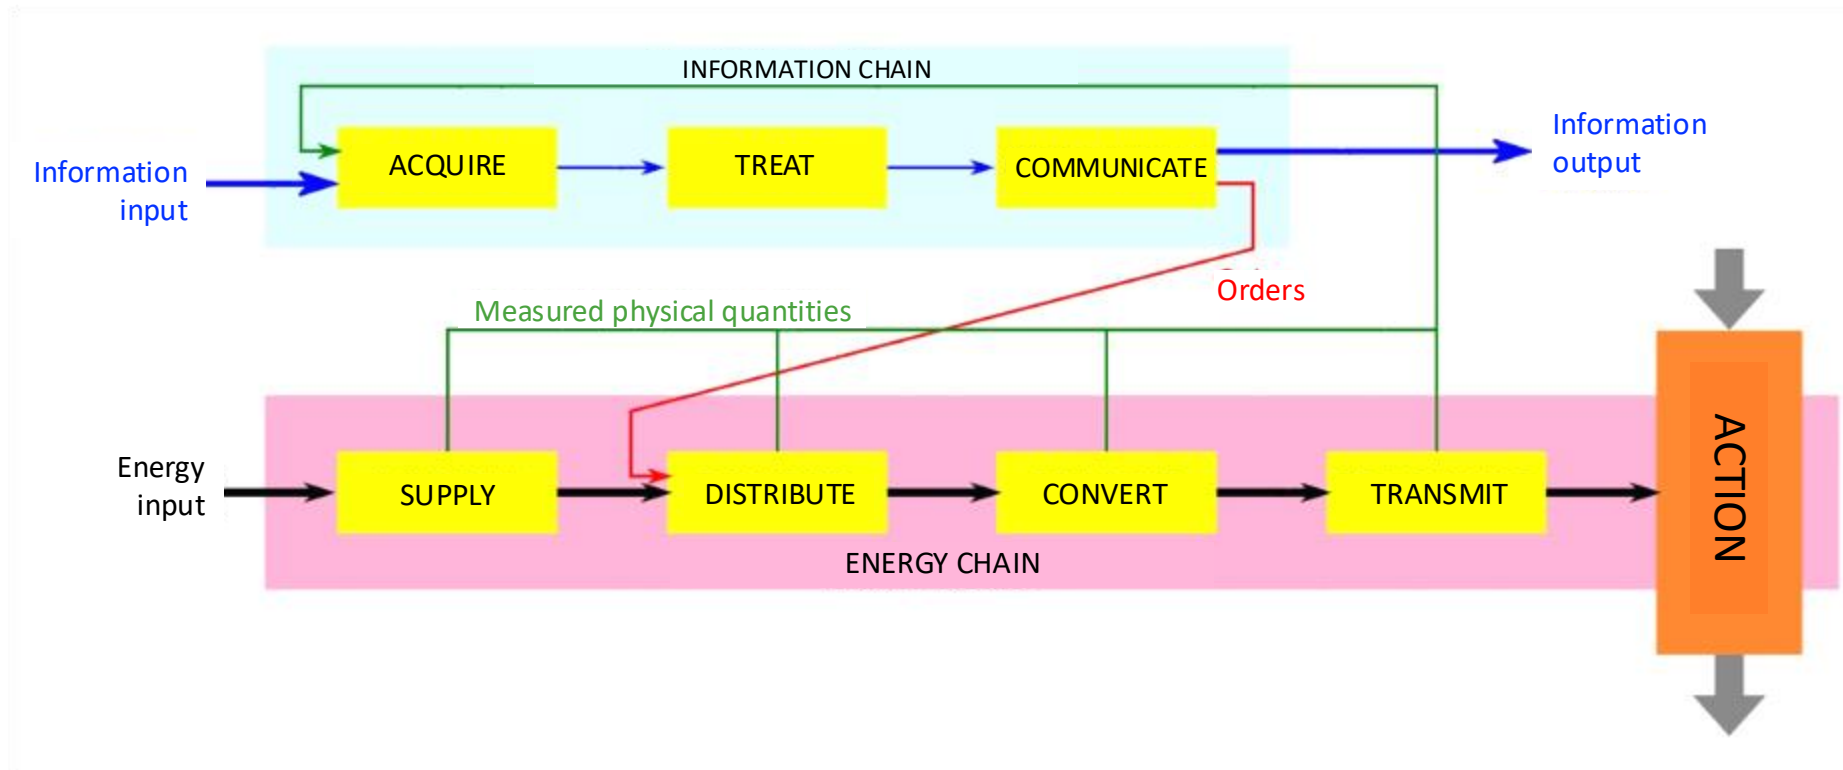 INFORMATION CHAIN
Information
input
ACQUIRE
TREAT
COMMUNICATE
Information
output
Orders
Measured physical quantities
Energy
input
SUPPLY
DISTRIBUTE
CONVERT
TRANSMIT
ACTION
ENERGY CHAIN